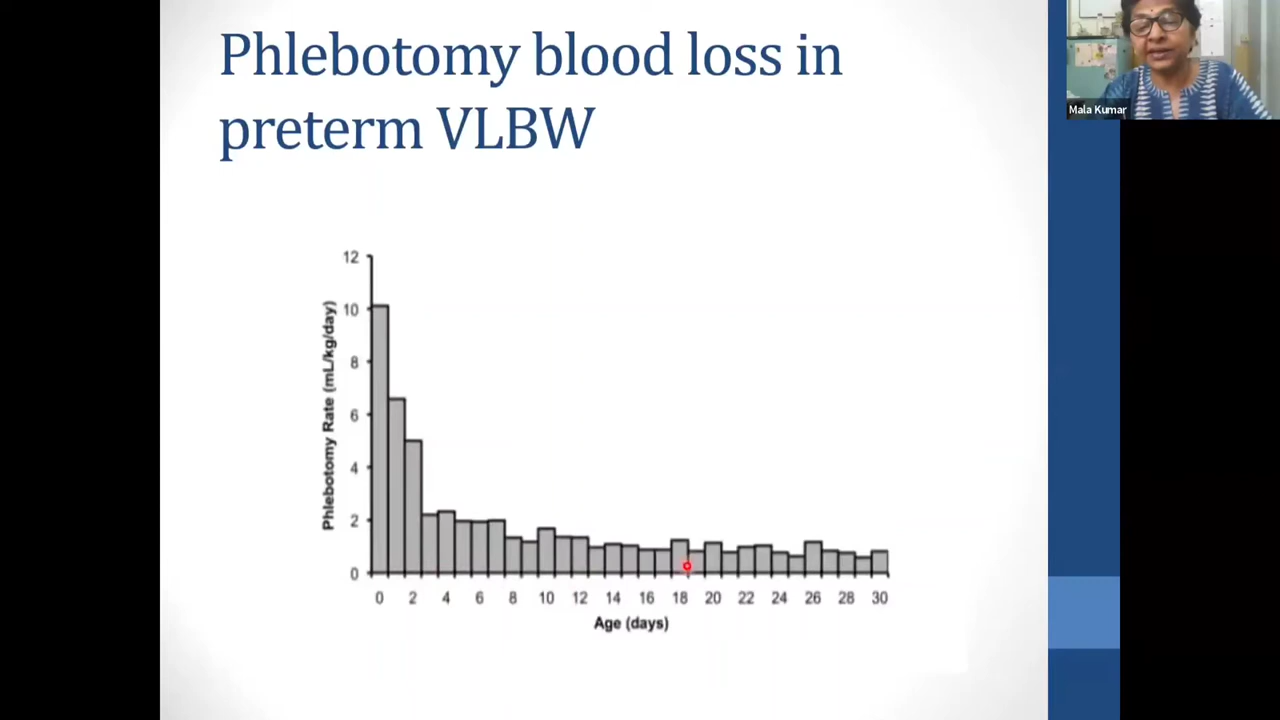 Phlebotomy blood loss in
preterm VLBW
Mala Kumar
12
10
8
6
4
2
0
Phlebotomy Rate (mL/kg/day)
0 2 4 6 8 10 12 14 16 18 20 22 24 26 28 30
Age (days)